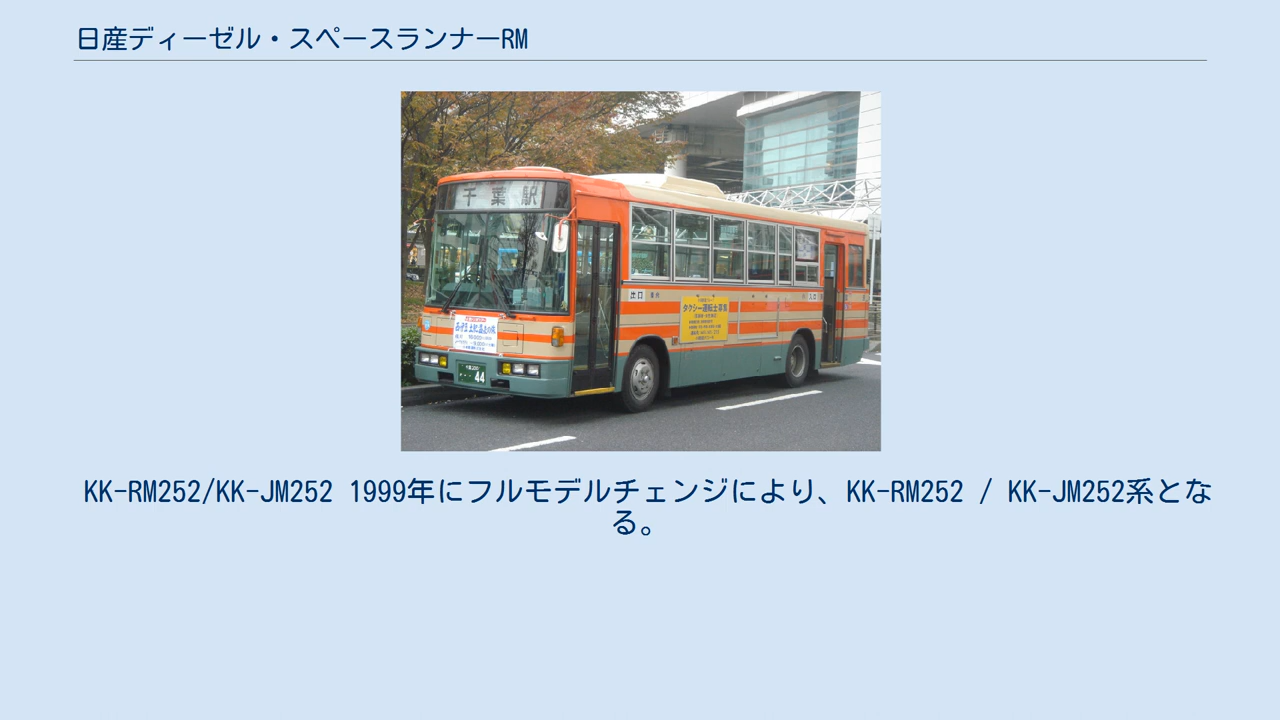 日産ディーゼル・スペースランナーRM
千葉駅
出口
入口
タクシー運転士募集
44
KK-RM252/KK-JM252 1999年にフルモデルチェンジにより、KK-RM252 / KK-JM252系とな
る。